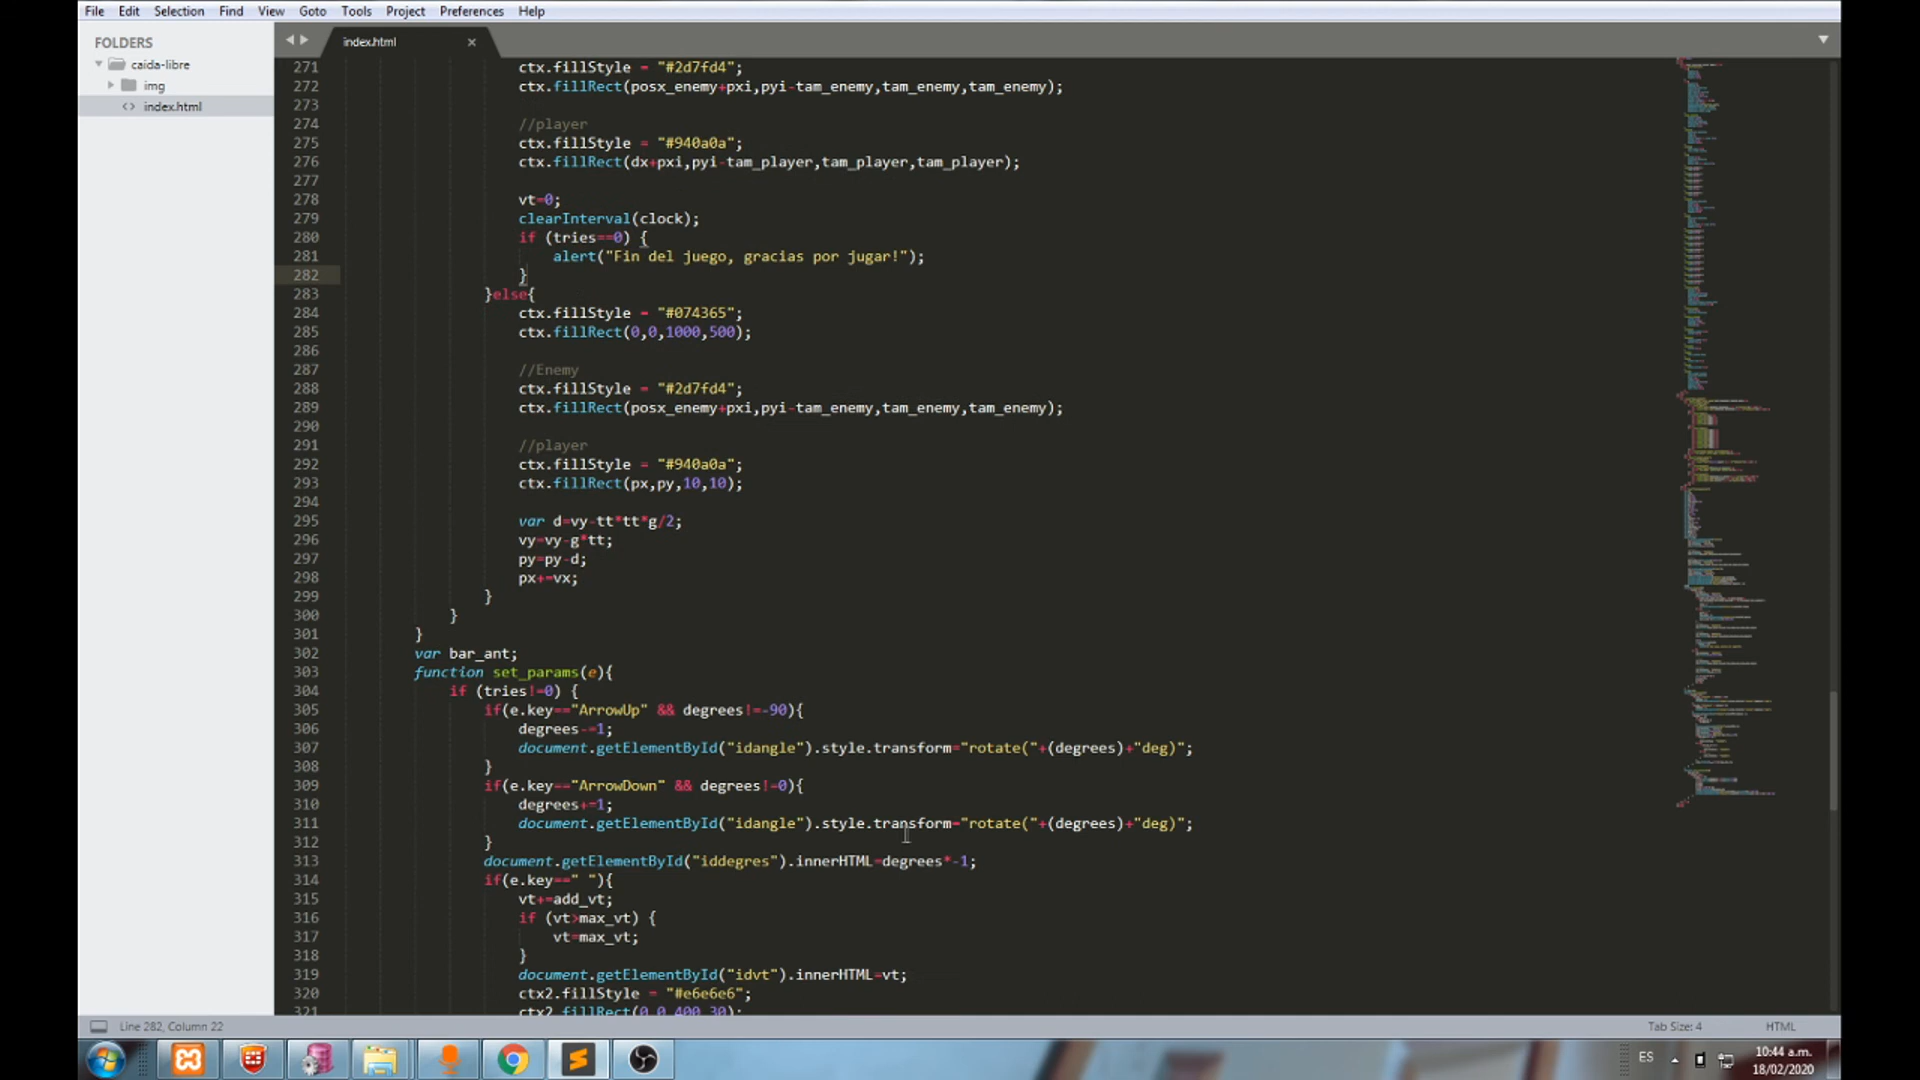 File Edit Selection Find View Goto Tools Project Preferences Help
FOLDERS
caida-libre
img
index.html
index.html
271 ctx.fillStyle = "#2d7fd4";
272 ctx.fillRect(posx_enemy+pxi,pyi-tam_enemy,tam_enemy,tam_enemy);
273
274 //player
275 ctx.fillStyle = "#940a0a";
276 ctx.fillRect(dx+pxi,pyi-tam_player,tam_player,tam_player);
277
278 vt=0;
279 clearInterval(clock);
280 if (tries==0) {
281 alert("Fin del juego, gracias por jugar!");
282 }
283 }else{
284 ctx.fillStyle = "#074365";
285 ctx.fillRect(0,0,1000,500);
286
287 //Enemy
288 ctx.fillStyle = "#2d7fd4";
289 ctx.fillRect(posx_enemy+pxi,pyi-tam_enemy,tam_enemy,tam_enemy);
290
291 //player
292 ctx.fillStyle = "#940a0a";
293 ctx.fillRect(px,py,10,10);
294
295 var d=vy-tt*tt*g/2;
296 vy=vy-g*tt;
297 py=py-d;
298 px+=vx;
299 }
300 }
301 }
302 var bar_ant;
303 function set_params(e){
304 if (tries!=0) {
305 if(e.key=="ArrowUp" && degrees!=-90){
306 degrees-=1;
307 document.getElementById("idangle").style.transform="rotate("+(degrees)+"deg)";
308 }
309 if(e.key=="ArrowDown" && degrees!=0){
310 degrees+=1;
311 document.getElementById("idangle").style.transform="rotate("+(degrees)+"deg)";
312 }
313 document.getElementById("iddegres").innerHTML=degrees*-1;
314 if(e.key==" "){
315 vt+=add_vt;
316 if (vt>max_vt) {
317 vt=max_vt;
318 }
319 document.getElementById("idvt").innerHTML=vt;
320 ctx2.fillStyle = "#e6e6e6";
321 ctx2.fillRect(0,0,400,30);
Line 282, Column 22
Tab Size: 4
HTML
ES
10:44 a.m.
18/02/2020